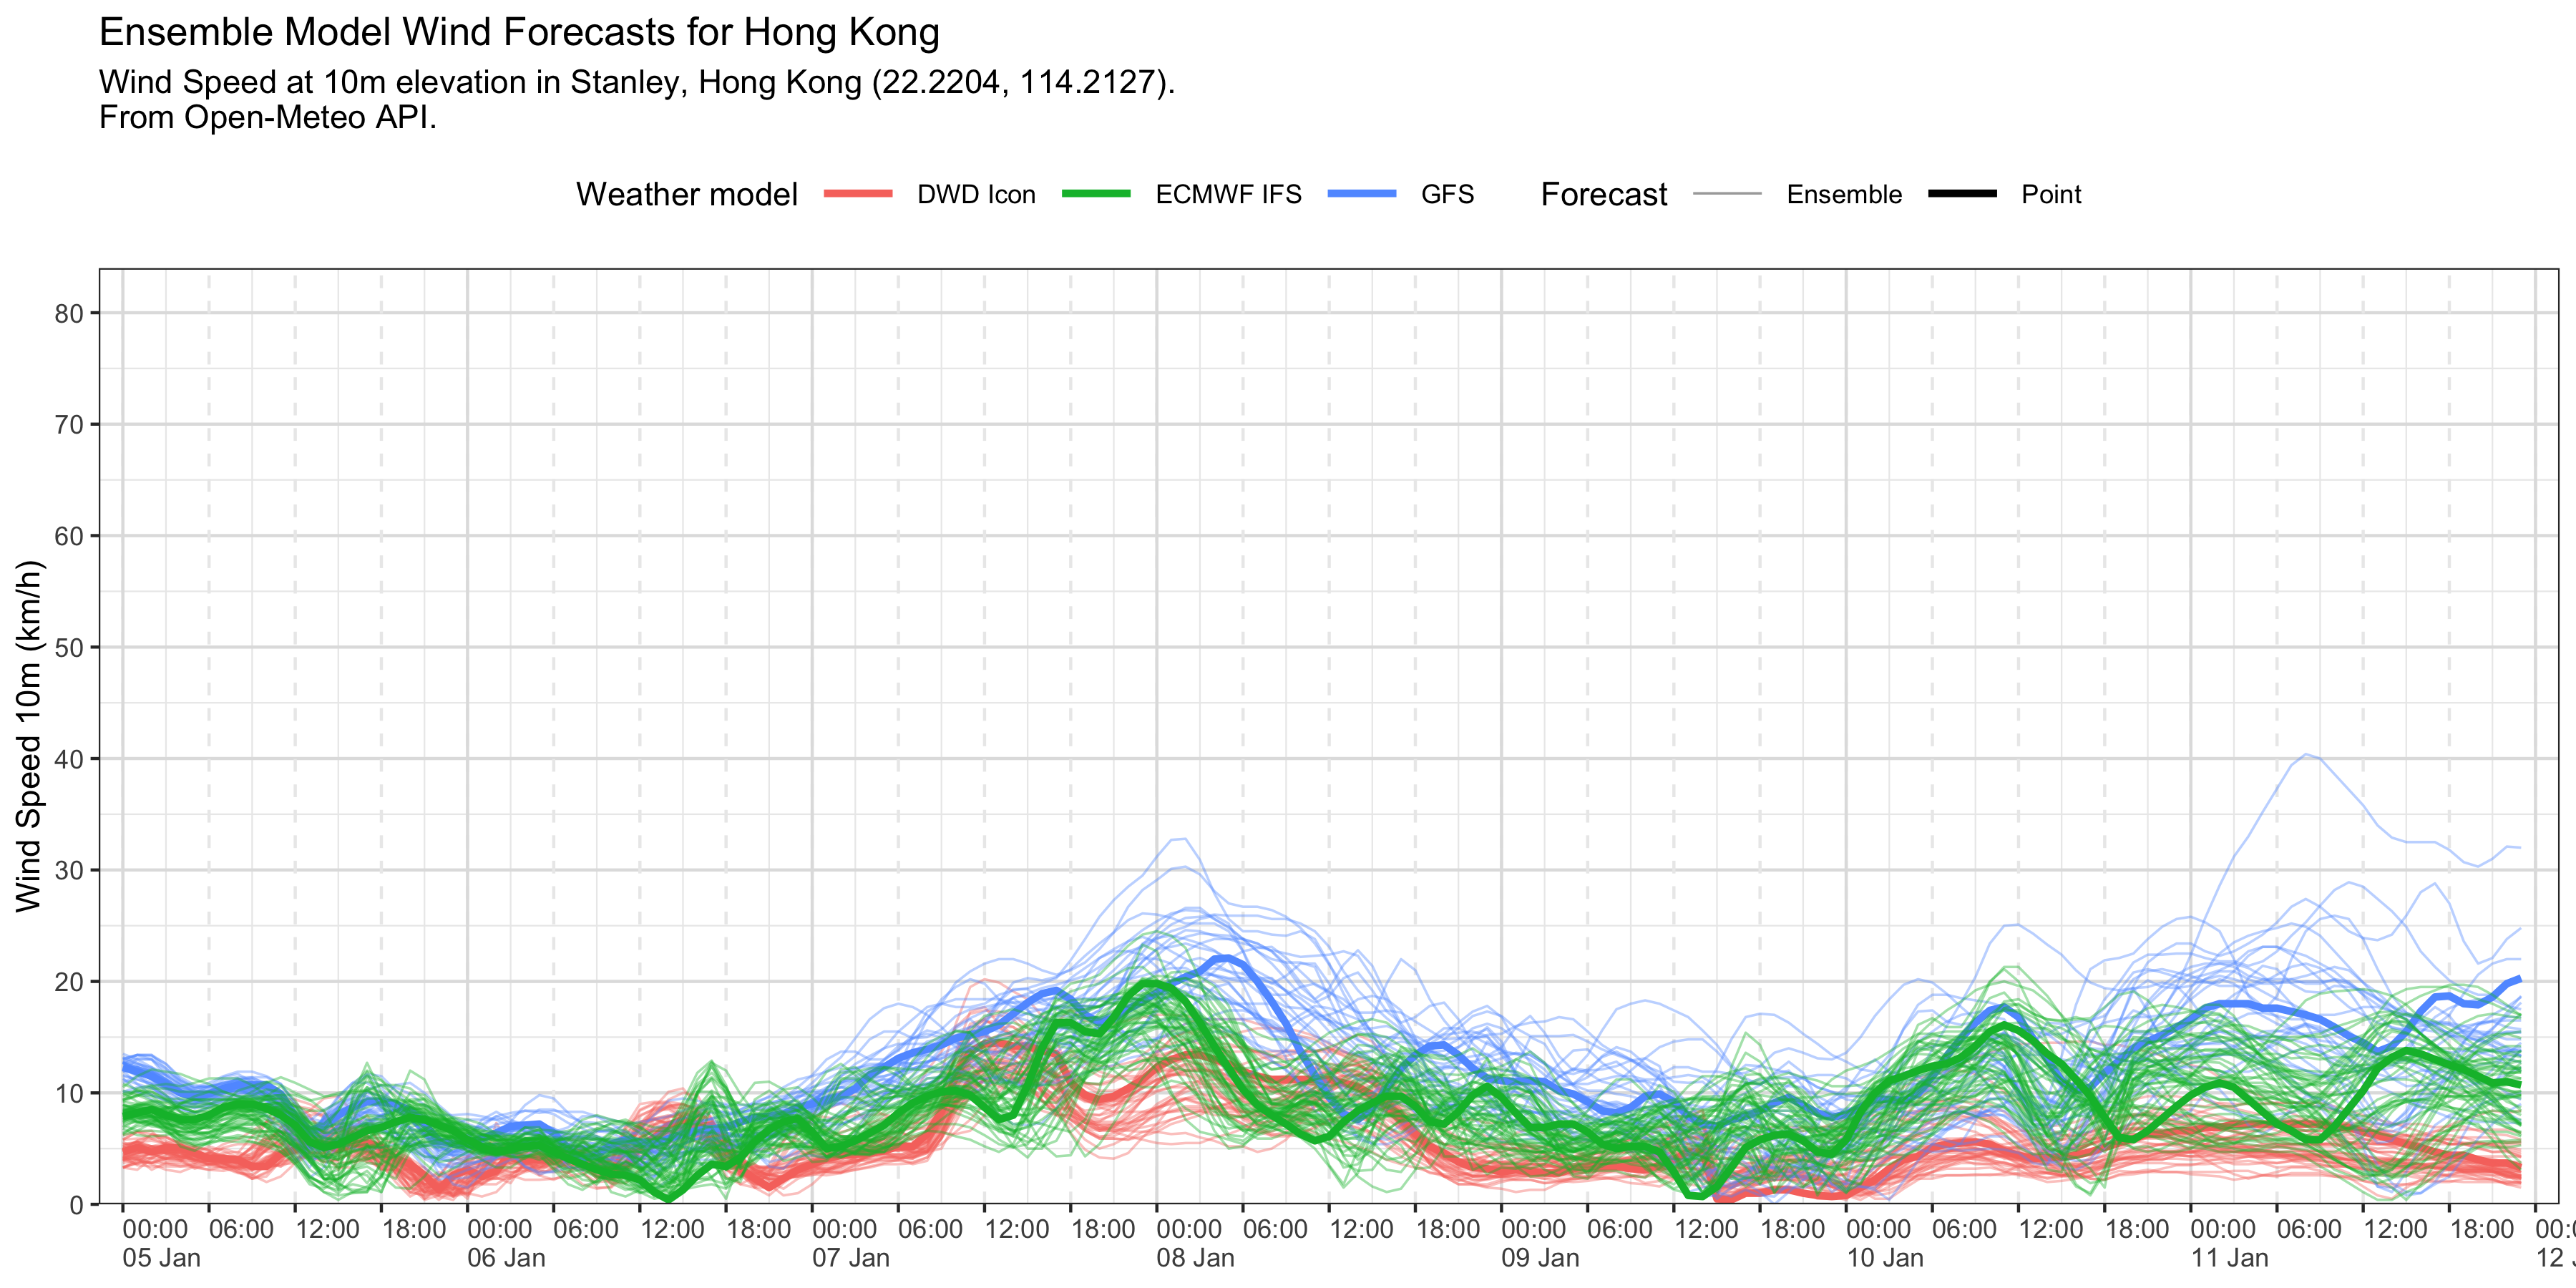 Ensemble Model Wind Forecasts for Hong Kong
Wind Speed at 10m elevation in Stanley, Hong Kong (22.2204, 114.2127).
From Open-Meteo API.
Weather model DWD Icon ECMWF IFS GFS Forecast Ensemble Point
Wind Speed 10m (km/h)
80
70
60
50
40
30
20
10
0
00:00 06:00 12:00 18:00 00:00 06:00 12:00 18:00 00:00 06:00 12:00 18:00 00:00 06:00 12:00 18:00 00:00 06:00 12:00 18:00 00:00 06:00 12:00 18:00 00:00 06:00 12:00 18:00
05 Jan 06 Jan 07 Jan 08 Jan 09 Jan 10 Jan 11 Jan 12